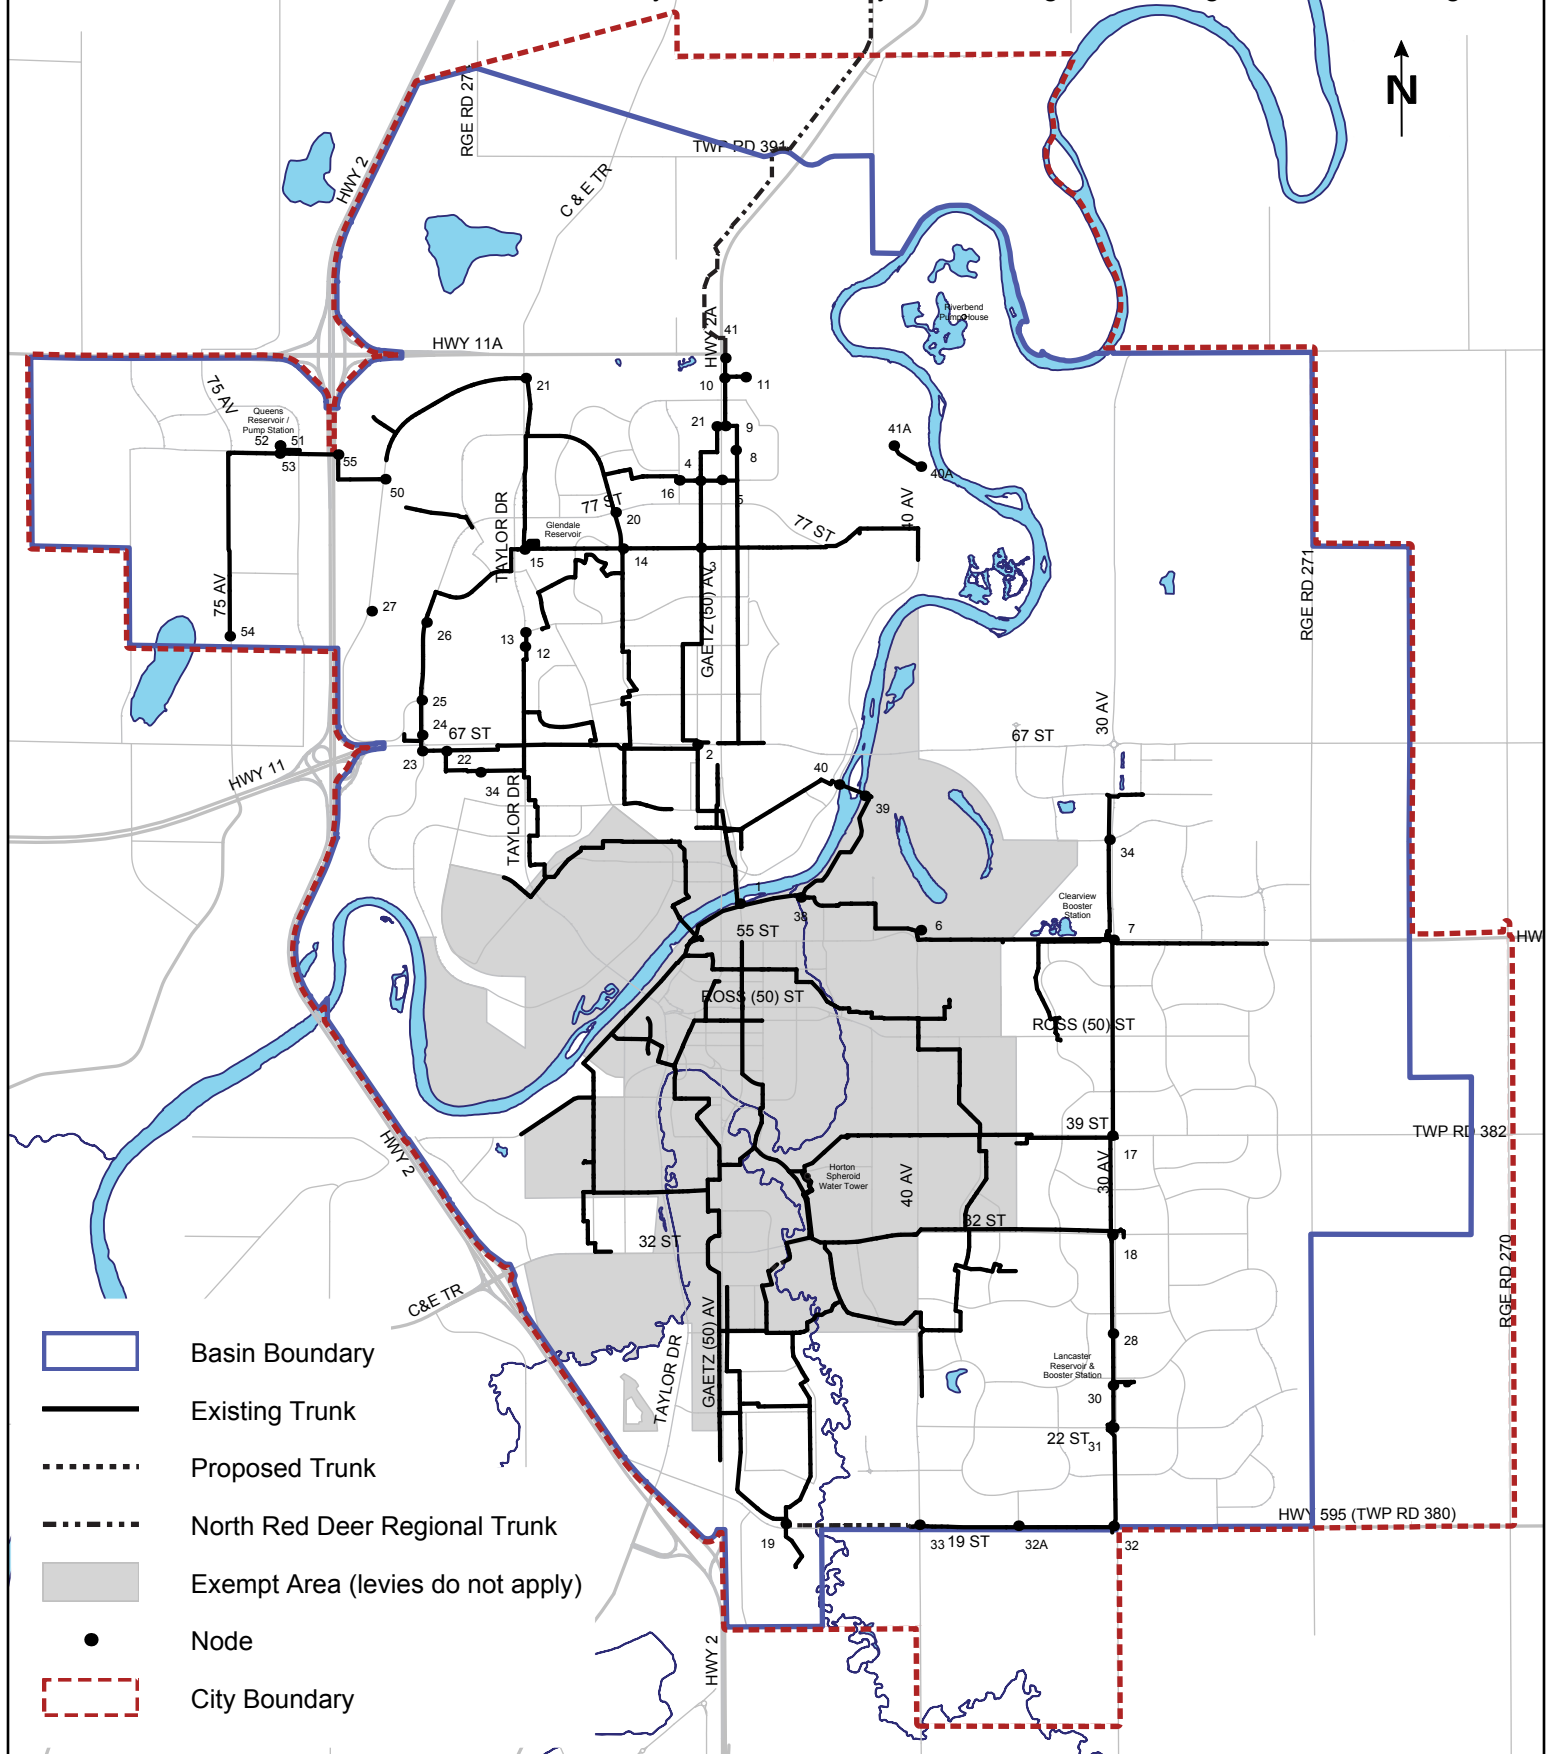 N
RGE RD 27
TWP RD 391
HWY 2
C & E TR
Riverbend
Pump House
HWY 2A
41
HWY 11A
10
11
21
75 AV
Queens
Reservoir /
Pump Station
52
51
53
55
50
21
9
8
4
16
5
41A
40A
40 AV
TAYLOR DR
77 ST
20
Glendale
Reservoir
77 ST
15
14
3
GAETZ (50) AV
RGE RD 271
75 AV
54
27
26
13
12
25
24
67 ST
23
22
34
2
30 AV
67 ST
HWY 11
TAYLOR DR
40
39
34
1
38
55 ST
6
Clearview
Booster
Station
7
HW
ROSS (50) ST
ROSS (50) ST
39 ST
17
TWP RD 382
HWY 2
Horton
Spheroid
Water Tower
40 AV
30 AV
32 ST
32 ST
18
C&E TR
RGE RD 270
GAETZ (50) AV
TAYLOR DR
28
Lancaster
Reservoir &
Booster Station
30
22 ST
31
HWY 595 (TWP RD 380)
19
33
19 ST
32A
32
HWY 2
Basin Boundary
Existing Trunk
Proposed Trunk
North Red Deer Regional Trunk
Exempt Area (levies do not apply)
Node
City Boundary